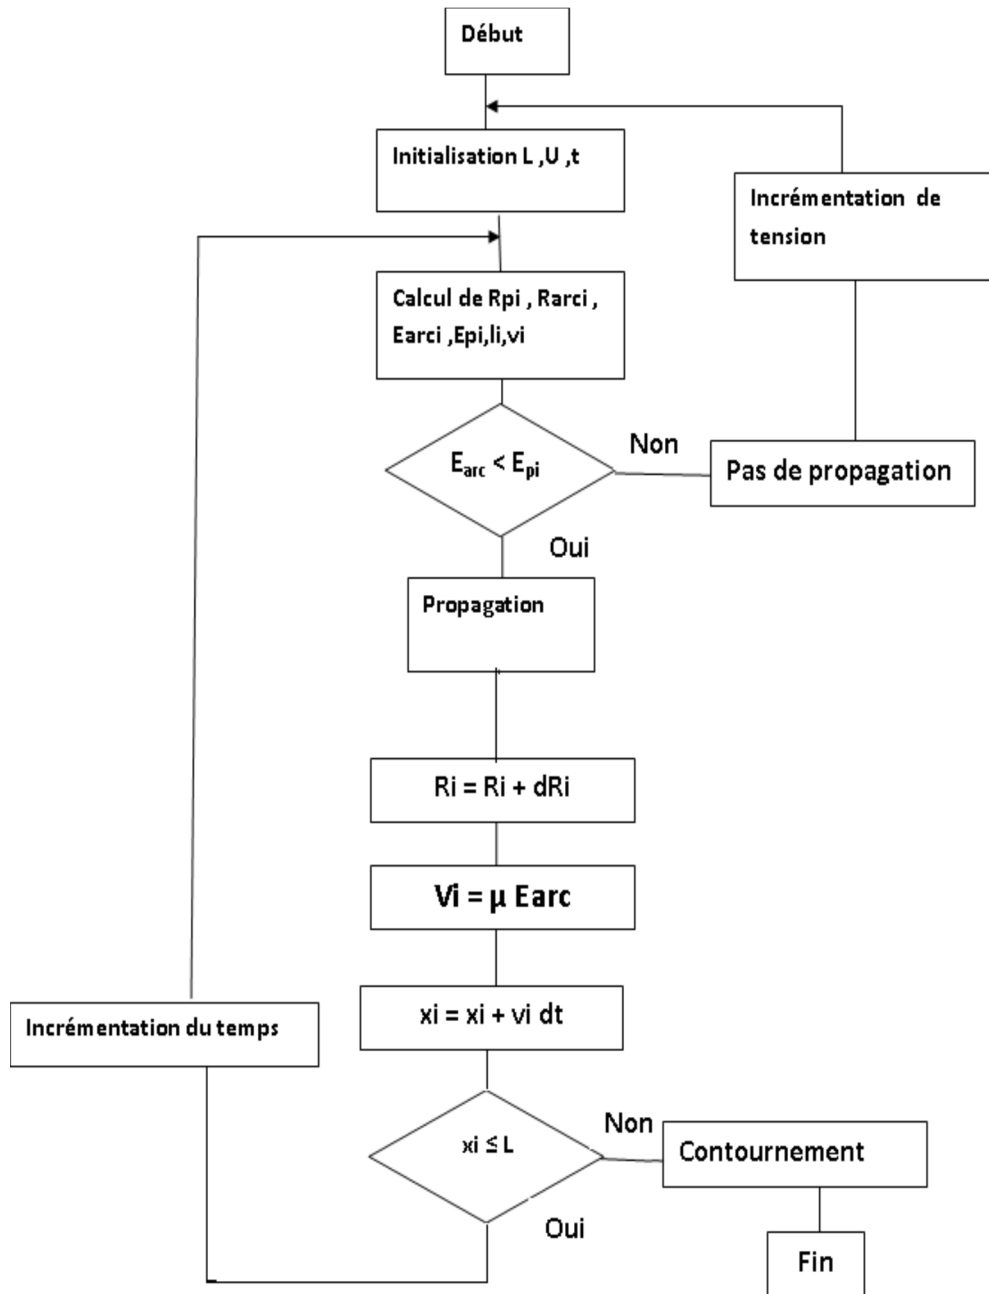 Début
Initialisation L ,U ,t
Incrémentation de
tension
Calcul de Rpi , Rarci ,
Earci ,Epi,Ii,vi
Earc < Epi
Non
Pas de propagation
Oui
Propagation
Ri = Ri + dRi
Vi = µ Earc
xi = xi + vi dt
Incrémentation du temps
xi ≤ L
Non
Contournement
Oui
Fin